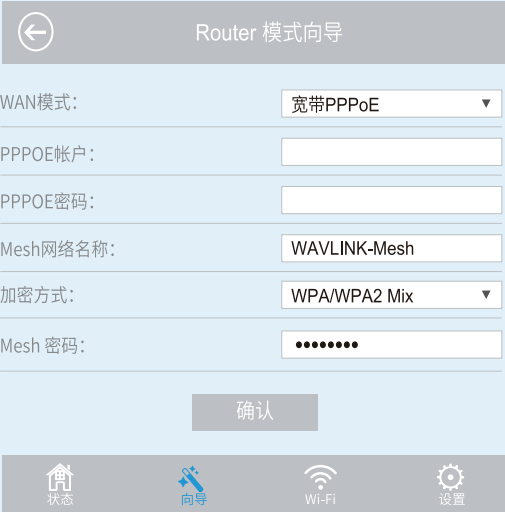 Router 模式向导
WAN模式: 宽带PPPoE
PPPOE帐户:
PPPOE密码:
Mesh网络名称: WAVLINK-Mesh
加密方式: WPA/WPA2 Mix
Mesh 密码: ••••••••
确认
状态 向导 Wi-Fi 设置